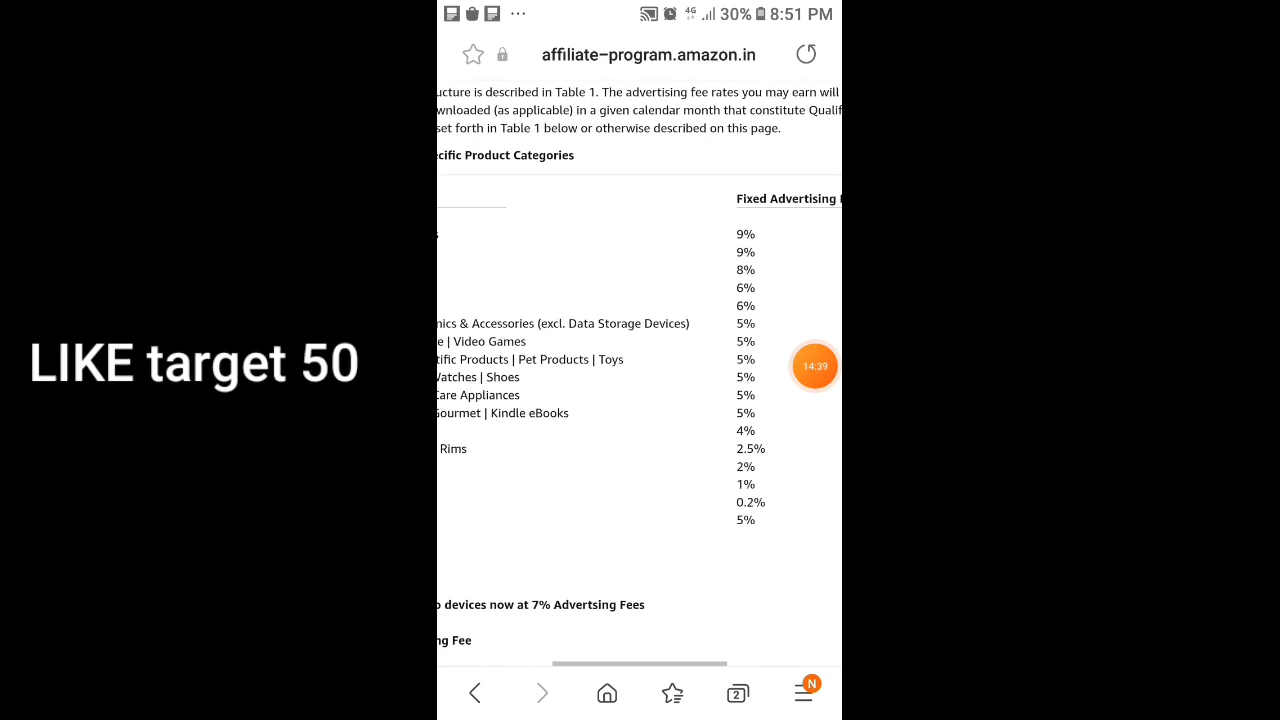 30% 8:51 PM
affiliate-program.amazon.in
ucture is described in Table 1. The advertising fee rates you may earn will
wnloaded (as applicable) in a given calendar month that constitute Qualif
set forth in Table 1 below or otherwise described on this page.
ecific Product Categories
Fixed Advertising
s 9%
9%
8%
6%
6%
nics & Accessories (excl. Data Storage Devices) 5%
e | Video Games 5%
tific Products | Pet Products | Toys 5%
Watches | Shoes 5%
Care Appliances 5%
Gourmet | Kindle eBooks 5%
4%
Rims 2.5%
2%
1%
0.2%
5%
LIKE target 50
14:39
o devices now at 7% Advertsing Fees
ng Fee
2
N